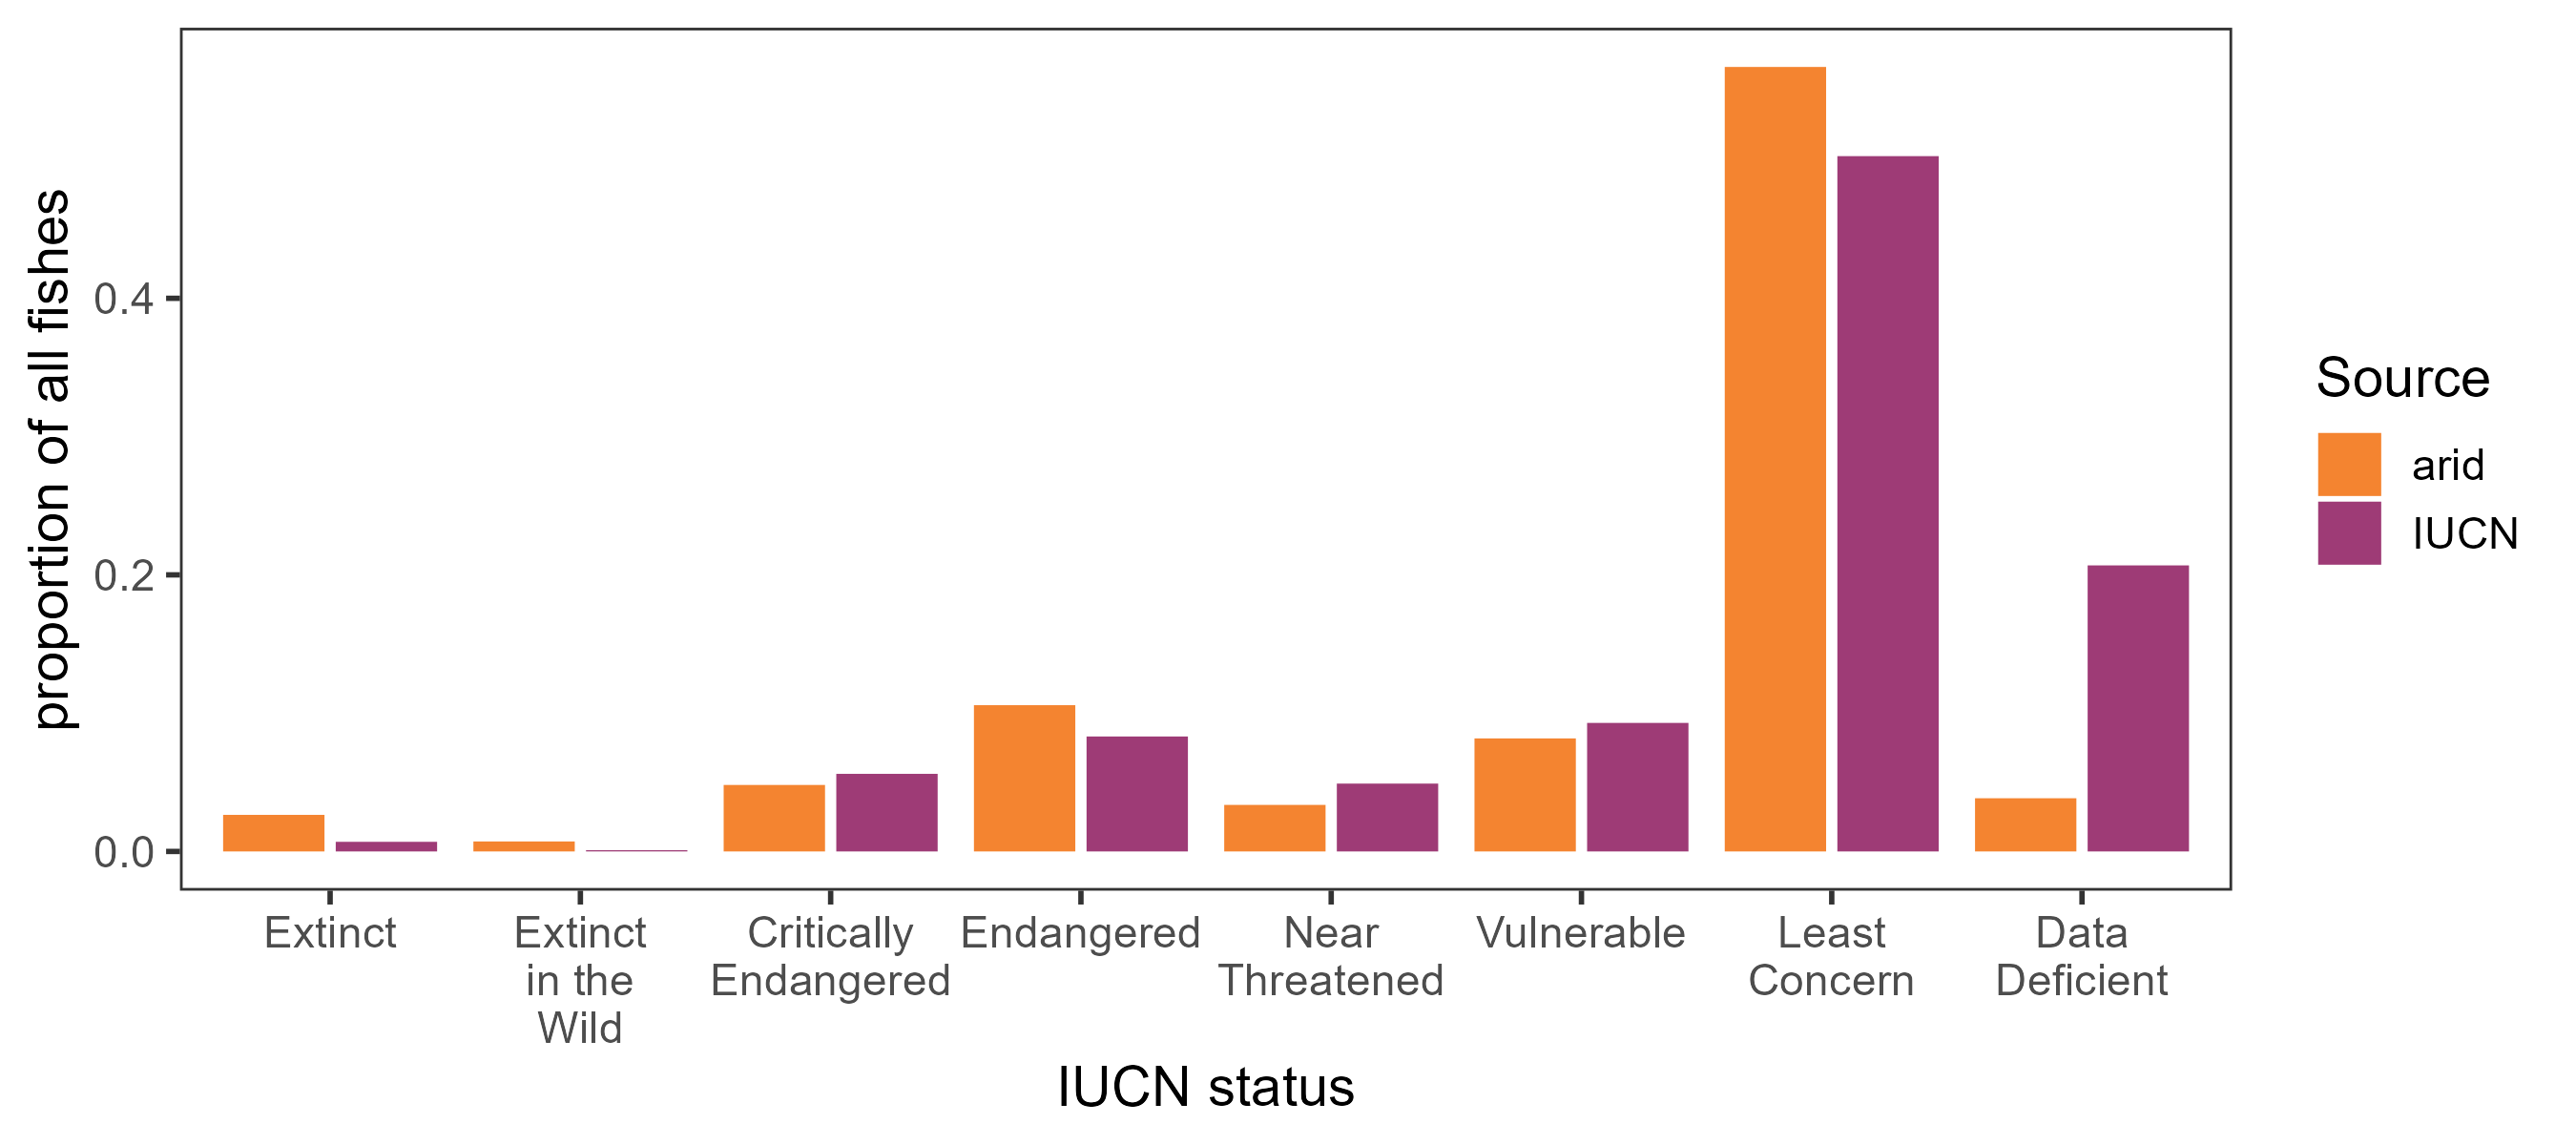 proportion of all fishes
0.4
0.2
0.0
Extinct
Extinct
in the
Wild
Critically
Endangered
Endangered
Near
Threatened
Vulnerable
Least
Concern
Data
Deficient
IUCN status
Source
arid
IUCN